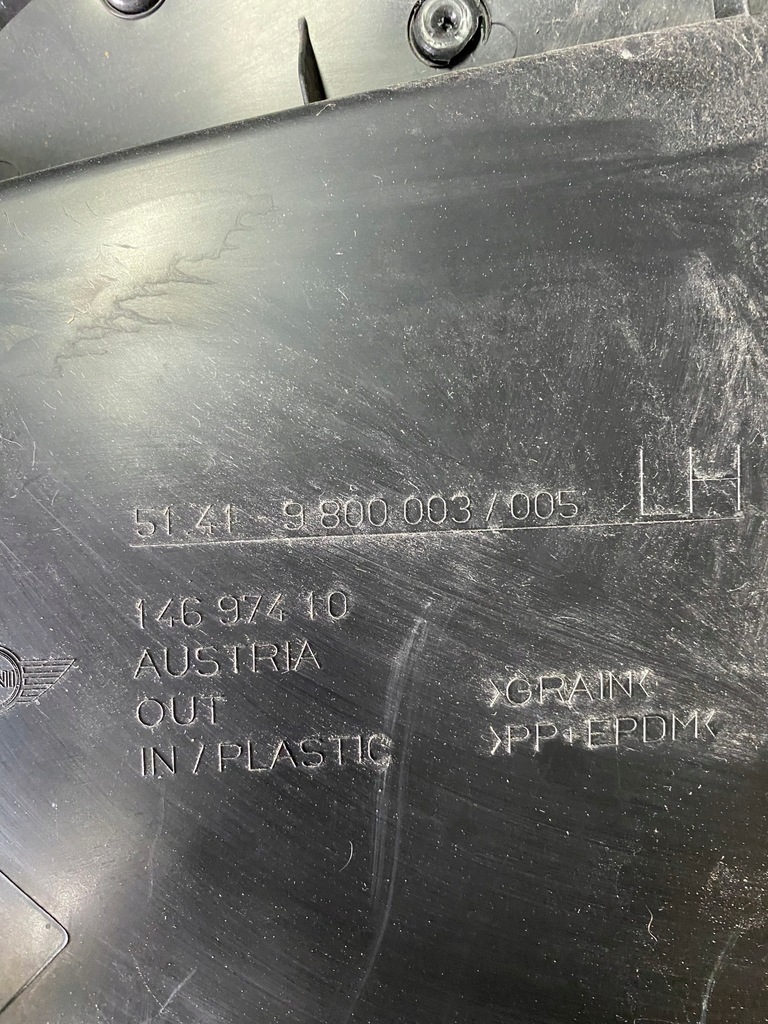 51.41 - 9 800 003 / 005 LH
146 974 10
AUSTRIA
OUT
IN / PLASTIC
>GRAIN<
>PP+EPDM<